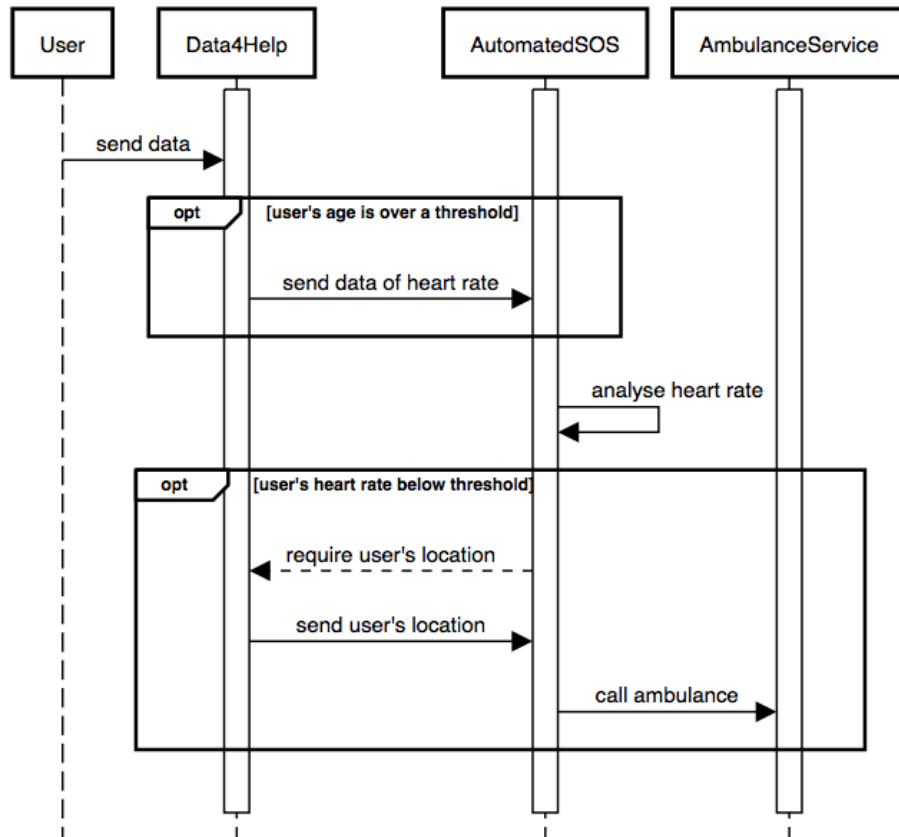 User
Data4Help
AutomatedSOS
AmbulanceService
send data
opt
[user's age is over a threshold]
send data of heart rate
analyse heart rate
opt
[user's heart rate below threshold]
require user's location
send user's location
call ambulance